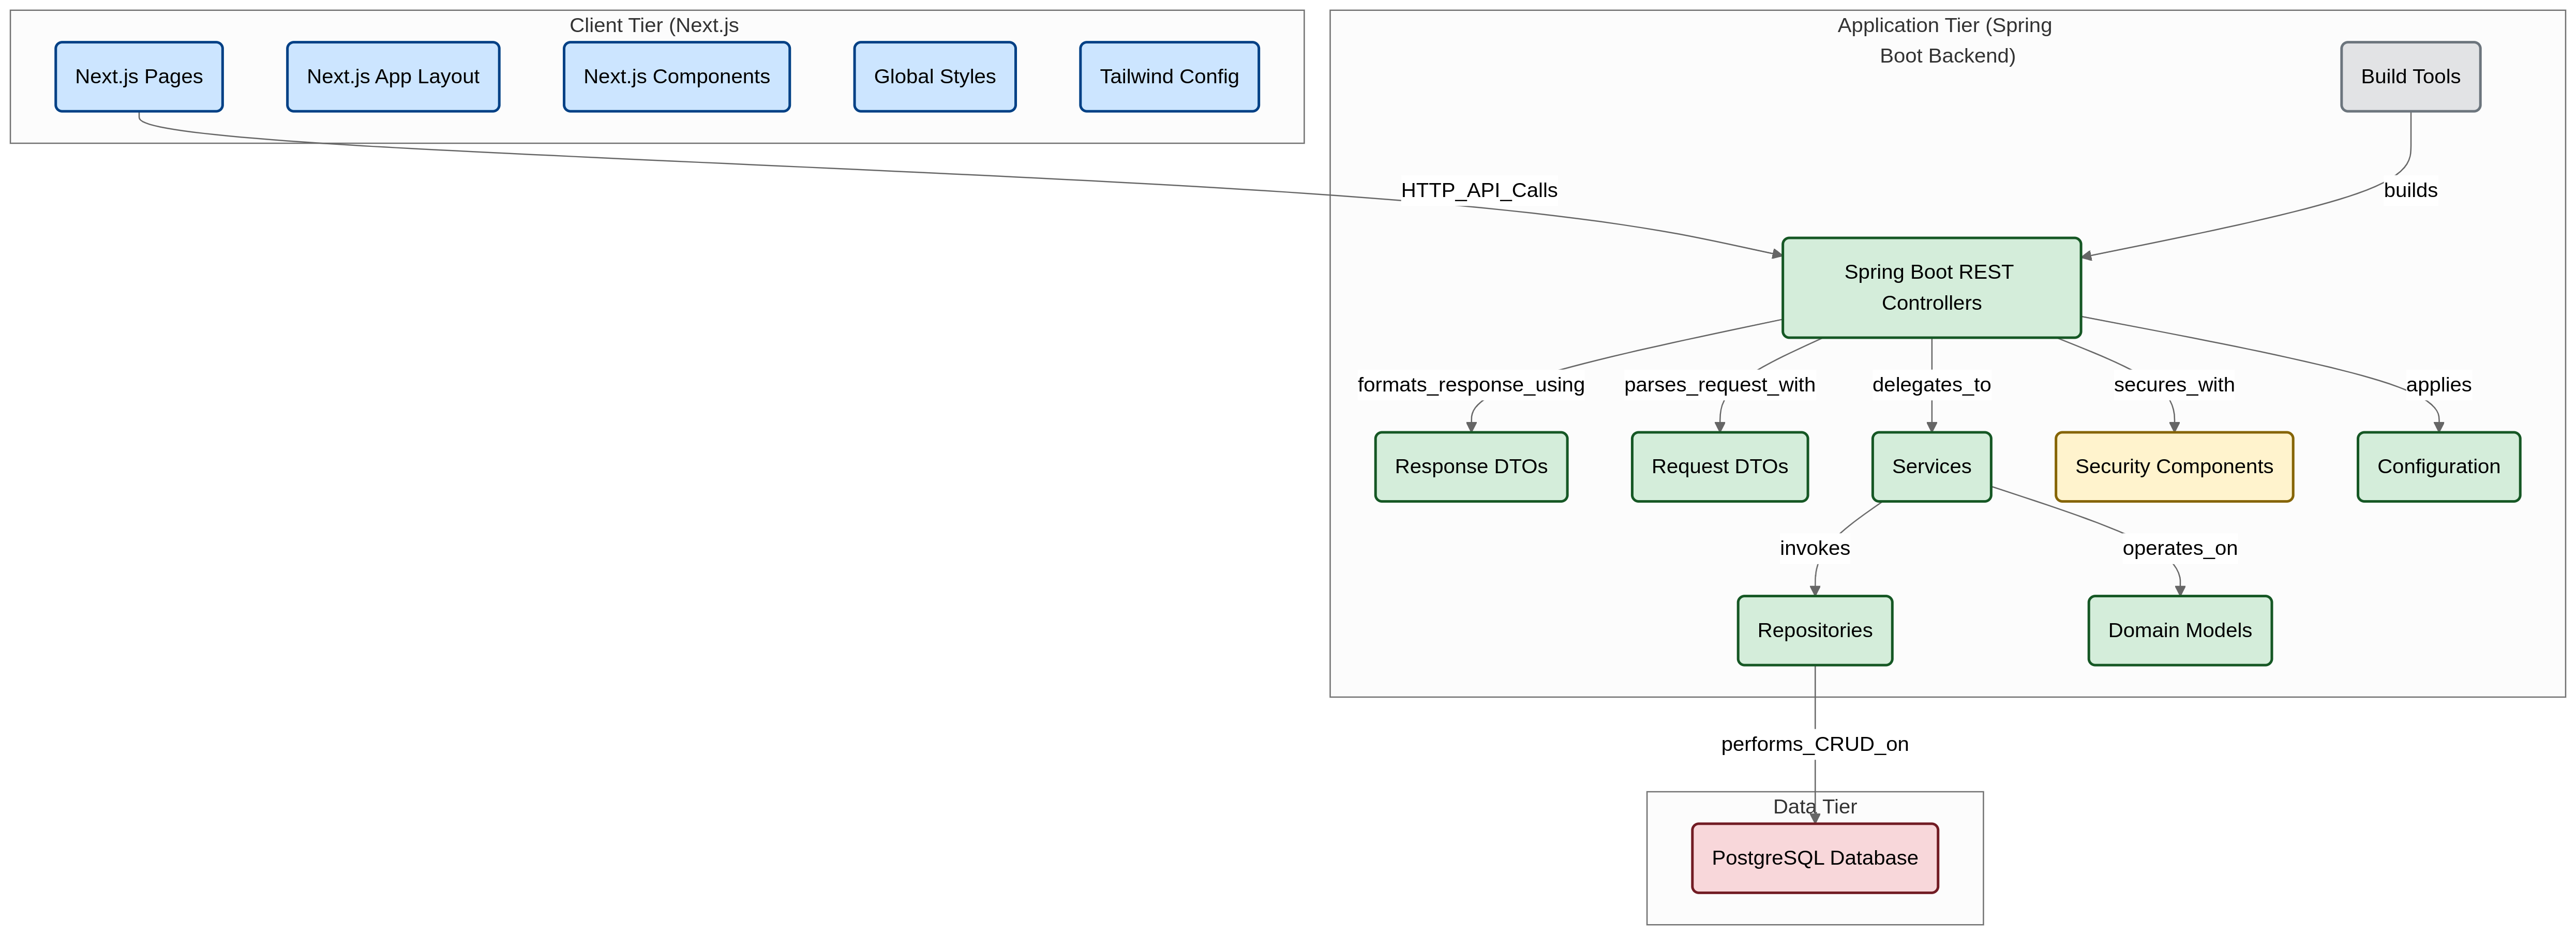 Client Tier (Next.js
Next.js Pages
Next.js App Layout
Next.js Components
Global Styles
Tailwind Config
Application Tier (Spring
Boot Backend)
Build Tools
HTTP_API_Calls
builds
Spring Boot REST
Controllers
formats_response_using
parses_request_with
delegates_to
secures_with
applies
Response DTOs
Request DTOs
Services
Security Components
Configuration
invokes
operates_on
Repositories
Domain Models
performs_CRUD_on
Data Tier
PostgreSQL Database